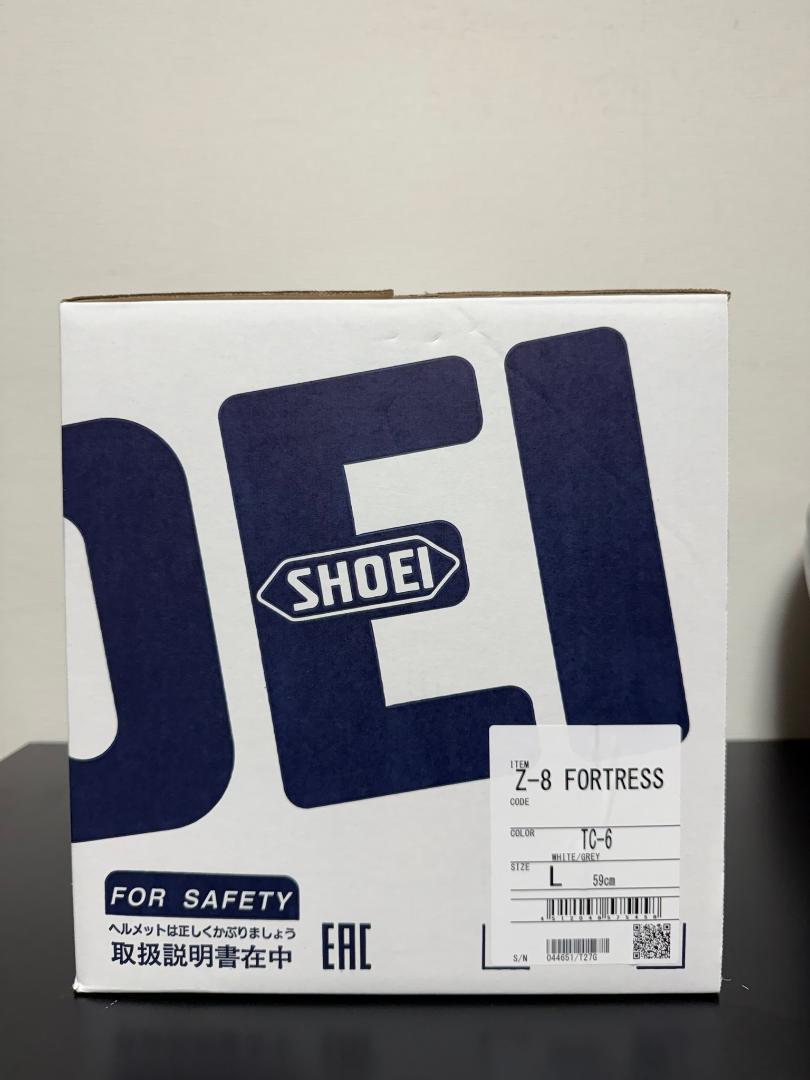 OEI
SHOEI
ITEM
Z-8 FORTRESS
CODE
COLOR
TC-6
WHITE/GREY
SIZE
L 59cm
S/N
044651/T27G
FOR SAFETY
ヘルメットは正しくかぶりましょう
取扱説明書在中
EAC